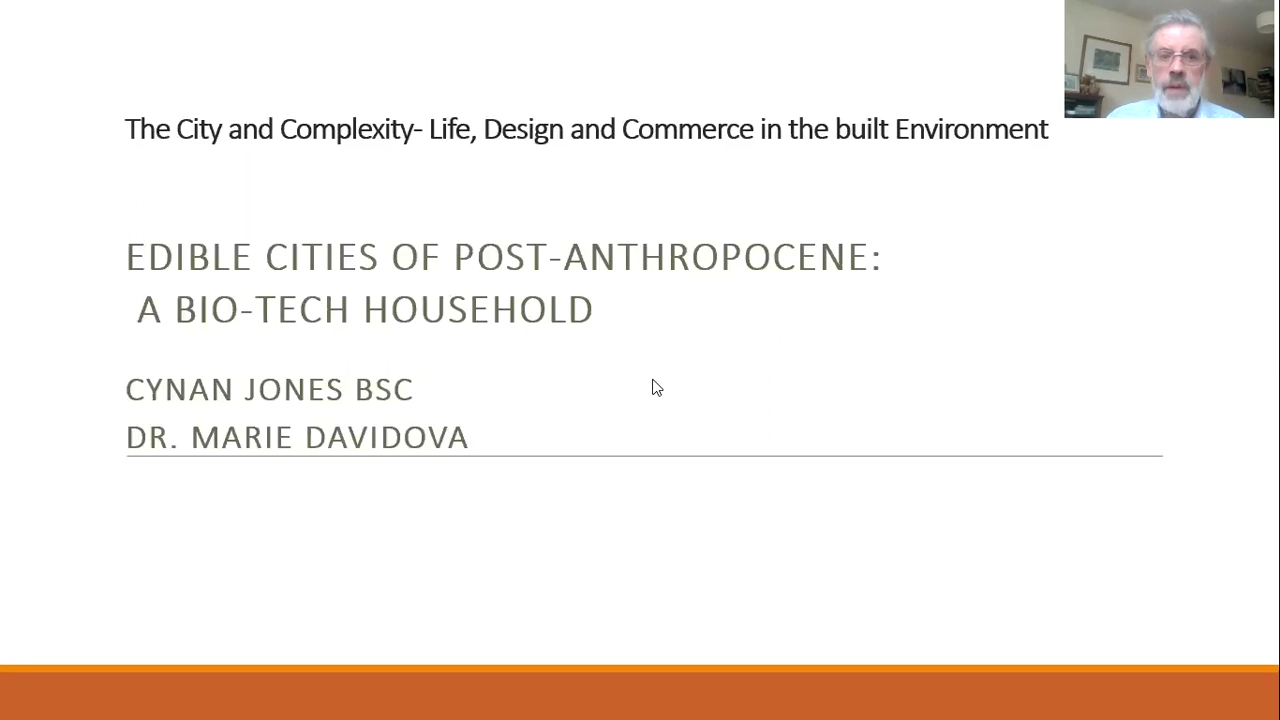 The City and Complexity- Life, Design and Commerce in the built Environment
EDIBLE CITIES OF POST-ANTHROPOCENE:
A BIO-TECH HOUSEHOLD
CYNAN JONES BSC
DR. MARIE DAVIDOVA